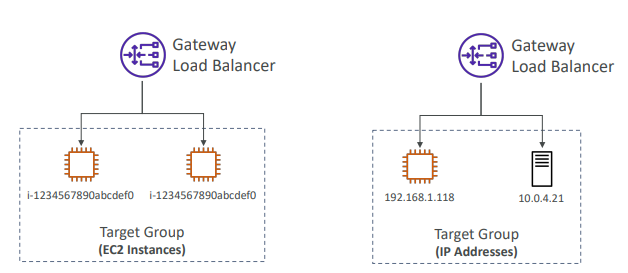 Gateway
Load Balancer
i-1234567890abcdef0
i-1234567890abcdef0
Target Group
(EC2 Instances)
Gateway
Load Balancer
192.168.1.118
10.0.4.21
Target Group
(IP Addresses)